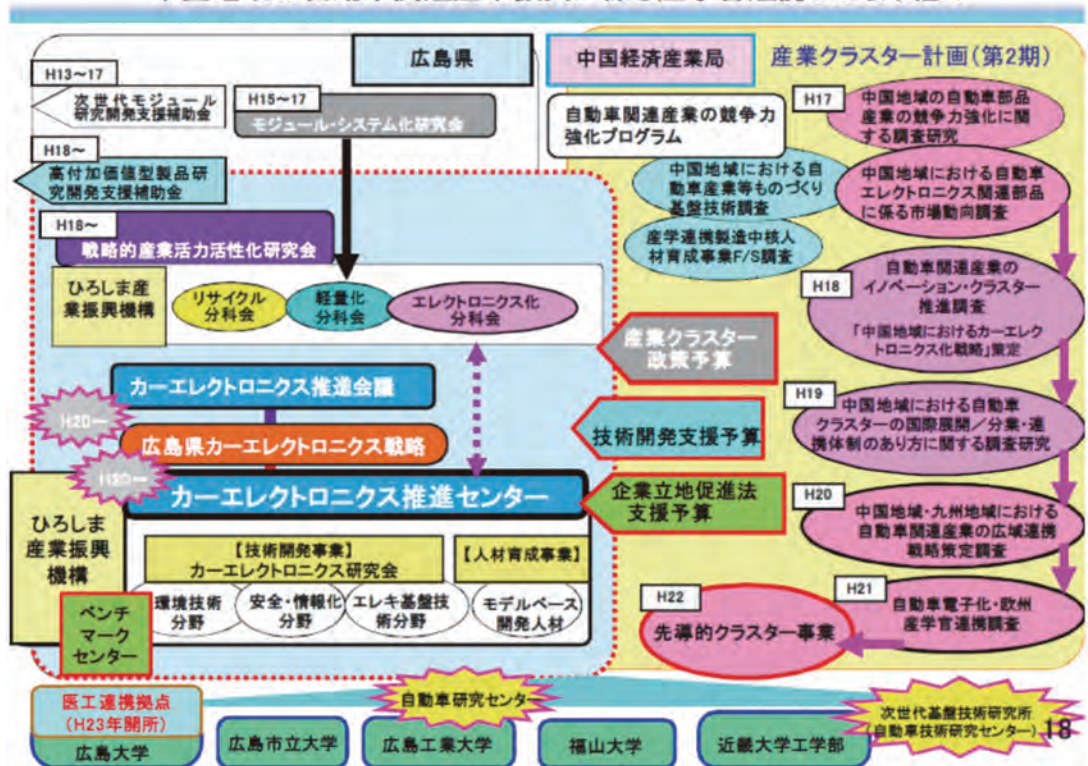 広島県
中国経済産業局
産業クラスター計画(第2期)
H13～17
次世代モジュール
研究開発支援補助金
H15～17
モジュール・システム化研究会
H18～
高付加価値型製品研
究開発支援補助金
H18～
戦略的産業活力活性化研究会
ひろしま産
業振興機構
リサイクル
分科会
軽量化
分科会
エレクトロニクス化
分科会
カーエレクトロニクス推進会議
H20～
広島県カーエレクトロニクス戦略
カーエレクトロニクス推進センター
ひろしま
産業振興
機構
【技術開発事業】
カーエレクトロニクス研究会
【人材育成事業】
環境技術
分野
安全・情報化
分野
エレキ基盤技
術分野
モデルベース
開発人材
ベンチ
マーク
センター
自動車関連産業の競争力
強化プログラム
中国地域における自
動車産業等ものづくり
基盤技術調査
産学連携製造中核人
材育成事業F/S調査
産業クラスター
政策予算
技術開発支援予算
企業立地促進法
支援予算
H17
中国地域の自動車部品
産業の競争力強化に関
する調査研究
中国地域における自動車
エレクトロニクス関連部品
に係る市場動向調査
H18
自動車関連産業の
イノベーション・クラスター
推進調査
「中国地域におけるカーエレク
トロニクス化戦略」策定
H19
中国地域における自動車
クラスターの国際展開／分業・連
携体制のあり方に関する調査研究
H20
中国地域・九州地域における
自動車関連産業の広域連携
戦略策定調査
H21
自動車電子化・欧州
産学官連携調査
H22
先導的クラスター事業
医工連携拠点
(H23年開所)
広島大学
自動車研究センター
広島市立大学
広島工業大学
福山大学
近畿大学工学部
次世代基盤技術研究所
(自動車技術研究センター)
18